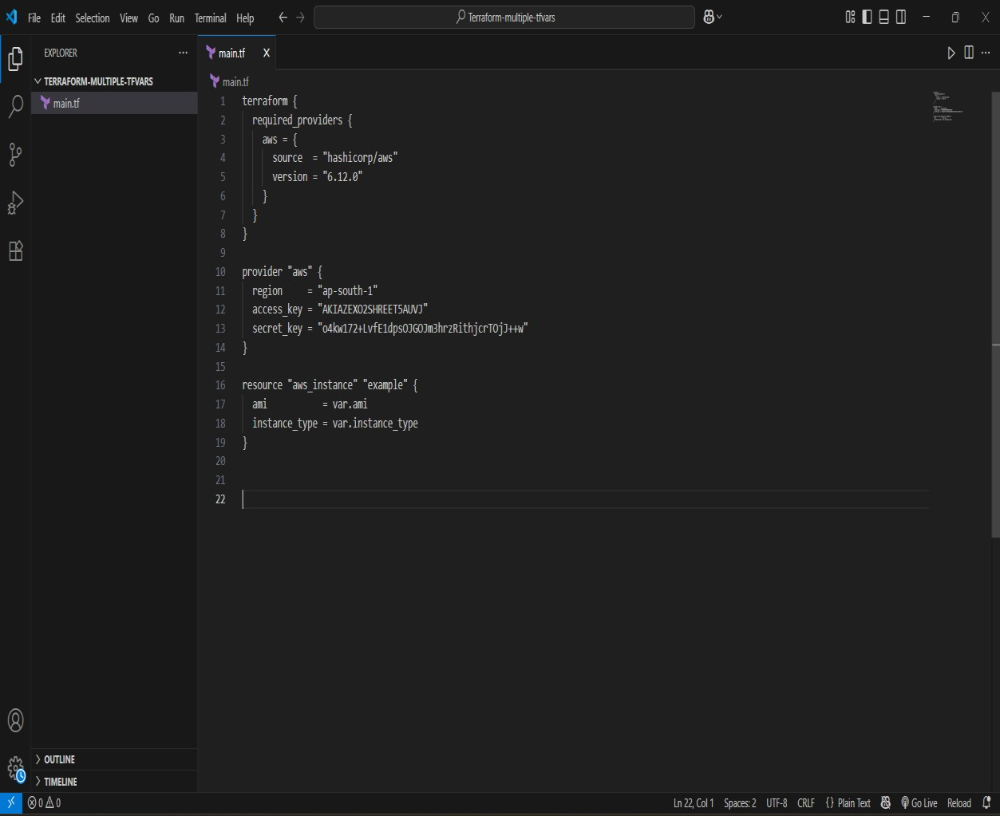 File Edit Selection View Go Run Terminal Help
Terraform-multiple-tfvars
EXPLORER
TERRAFORM-MULTIPLE-TFVARS
main.tf
OUTLINE
TIMELINE
main.tf X
main.tf
1 terraform {
2 required_providers {
3 aws = {
4 source = "hashicorp/aws"
5 version = "6.12.0"
6 }
7 }
8 }
9
10 provider "aws" {
11 region = "ap-south-1"
12 access_key = "AKIAZEXO2SHREET5AUVJ"
13 secret_key = "o4kw172+LvfE1dpsOJGOJm3hrzRithjcrTOjJ++w"
14 }
15
16 resource "aws_instance" "example" {
17 ami = var.ami
18 instance_type = var.instance_type
19 }
20
21
22
0 0
Ln 22, Col 1 Spaces: 2 UTF-8 CRLF {} Plain Text Go Live Reload